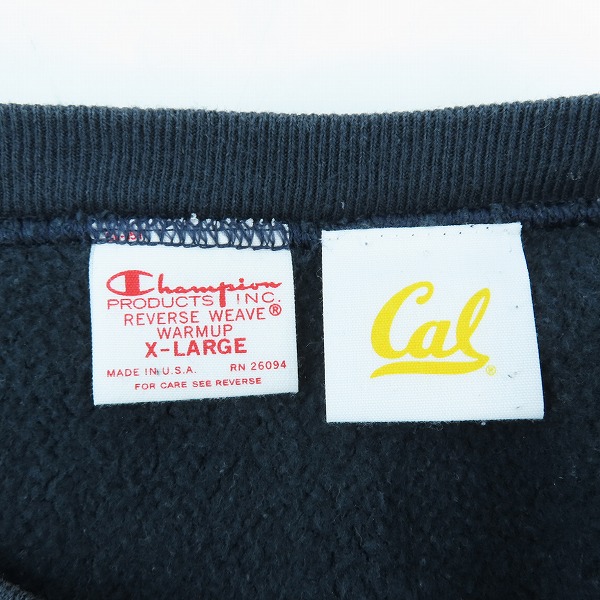 Champion
PRODUCTS INC.
REVERSE WEAVE®
WARMUP
X-LARGE
MADE IN U.S.A. RN 26094
FOR CARE SEE REVERSE
Cal®